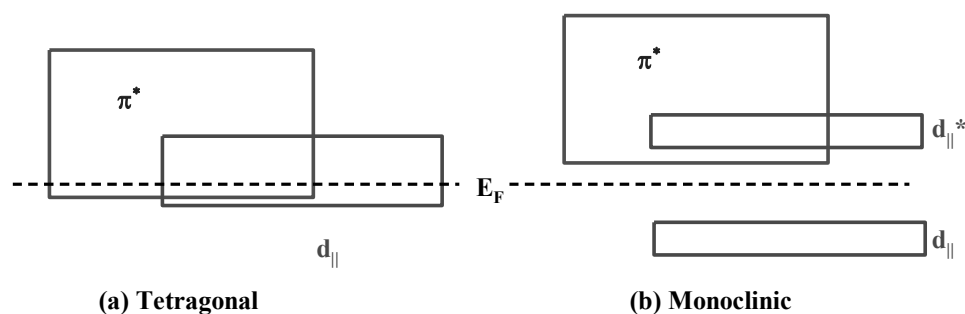 π*
π*
d||*
E_F
d||
d||
(a) Tetragonal
(b) Monoclinic